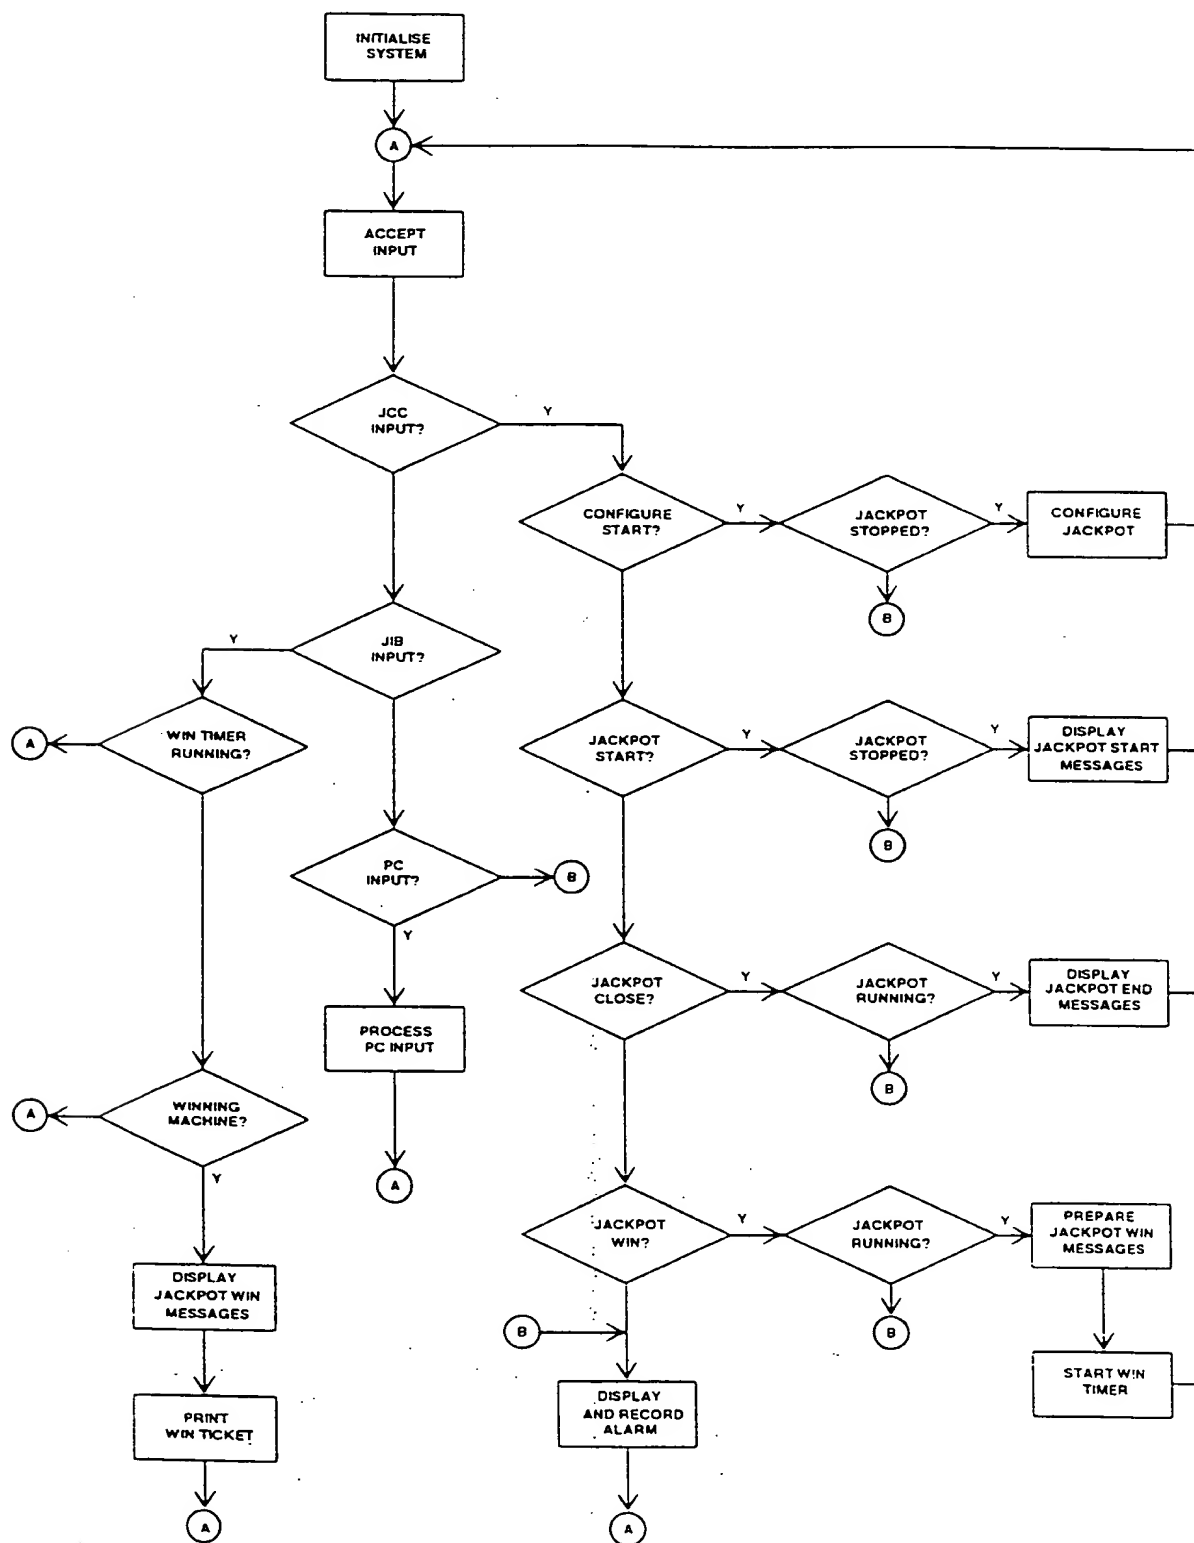 INITIALISE
SYSTEM
A
ACCEPT
INPUT
JCC
INPUT?
Y
CONFIGURE
START?
Y
JACKPOT
STOPPED?
Y
CONFIGURE
JACKPOT
B
Y
JIB
INPUT?
A
WIN TIMER
RUNNING?
JACKPOT
START?
Y
JACKPOT
STOPPED?
Y
DISPLAY
JACKPOT START
MESSAGES
B
PC
INPUT?
B
Y
JACKPOT
CLOSE?
Y
JACKPOT
RUNNING?
Y
DISPLAY
JACKPOT END
MESSAGES
B
PROCESS
PC INPUT
A
A
WINNING
MACHINE?
Y
JACKPOT
WIN?
Y
JACKPOT
RUNNING?
Y
PREPARE
JACKPOT WIN
MESSAGES
B
DISPLAY
JACKPOT WIN
MESSAGES
B
START WIN
TIMER
PRINT
WIN TICKET
DISPLAY
AND RECORD
ALARM
A
A